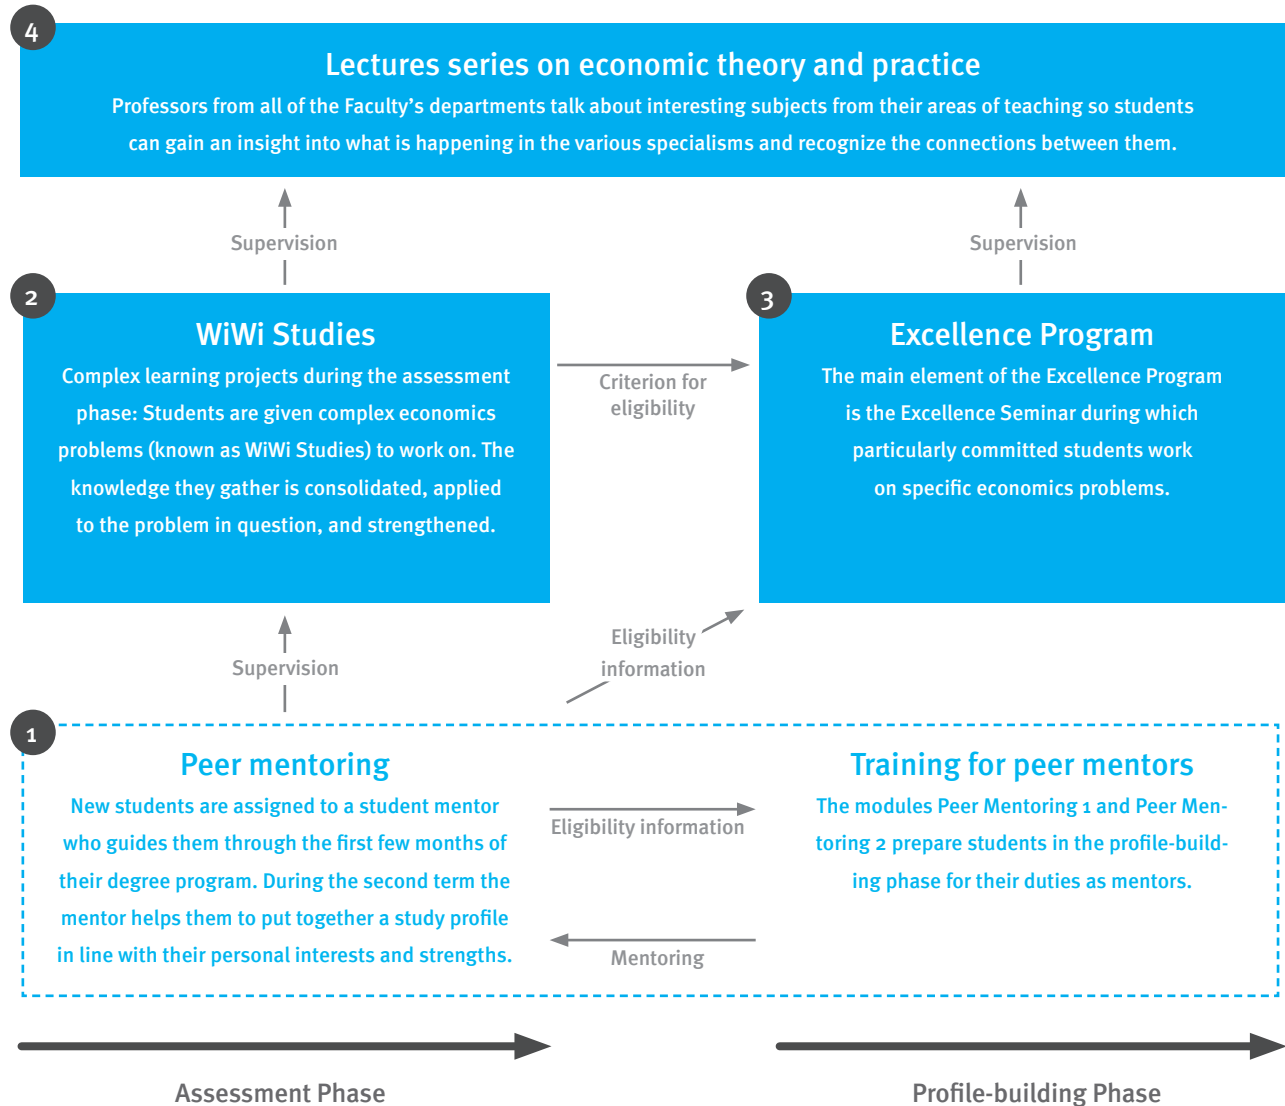 4
Lectures series on economic theory and practice
Professors from all of the Faculty’s departments talk about interesting subjects from their areas of teaching so students
can gain an insight into what is happening in the various specialisms and recognize the connections between them.
Supervision
Supervision
2
WiWi Studies
Complex learning projects during the assessment
phase: Students are given complex economics
problems (known as WiWi Studies) to work on. The
knowledge they gather is consolidated, applied
to the problem in question, and strengthened.
Criterion for
eligibility
3
Excellence Program
The main element of the Excellence Program
is the Excellence Seminar during which
particularly committed students work
on specific economics problems.
Supervision
Eligibility
information
1
Peer mentoring
New students are assigned to a student mentor
who guides them through the first few months of
their degree program. During the second term the
mentor helps them to put together a study profile
in line with their personal interests and strengths.
Eligibility information
Mentoring
Training for peer mentors
The modules Peer Mentoring 1 and Peer Men-
toring 2 prepare students in the profile-build-
ing phase for their duties as mentors.
Assessment Phase
Profile-building Phase